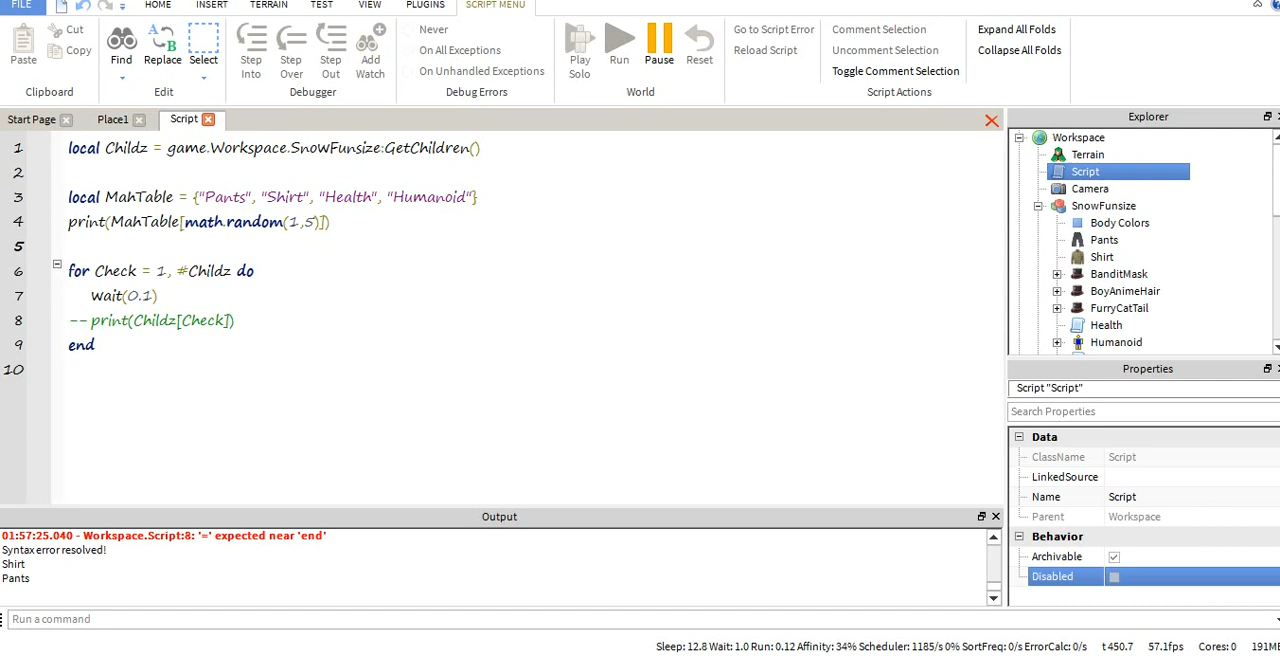 FILE HOME INSERT TERRAIN TEST VIEW PLUGINS SCRIPT MENU
Paste
Cut
Copy
Clipboard
Find
Replace
Select
Edit
Step Into
Step Over
Step Out
Add Watch
Debugger
Never
On All Exceptions
On Unhandled Exceptions
Debug Errors
Play Solo
Run
Pause
Reset
World
Go to Script Error
Reload Script
Comment Selection
Uncomment Selection
Toggle Comment Selection
Script Actions
Expand All Folds
Collapse All Folds
Start Page Place1 Script
1 local Childz = game.Workspace.SnowFunsize:GetChildren()
2
3 local MahTable = {"Pants", "Shirt", "Health", "Humanoid"}
4 print(MahTable[math.random(1,5)])
5
6 for Check = 1, #Childz do
7 Wait(0.1)
8 -- print(Childz[Check])
9 end
10
Explorer
Workspace
Terrain
Script
Camera
SnowFunsize
Body Colors
Pants
Shirt
BanditMask
BoyAnimeHair
FurryCatTail
Health
Humanoid
Properties
Script "Script"
Search Properties
Data
ClassName Script
LinkedSource
Name Script
Parent Workspace
Behavior
Archivable
Disabled
Output
01:57:25.040 - Workspace.Script:8: '=' expected near 'end'
Syntax error resolved!
Shirt
Pants
Run a command
Sleep: 12.8 Wait: 1.0 Run: 0.12 Affinity: 34% Scheduler: 1185/s 0% SortFreq: 0/s ErrorCalc: 0/s t 450.7 57.1fps Cores: 0 191ME